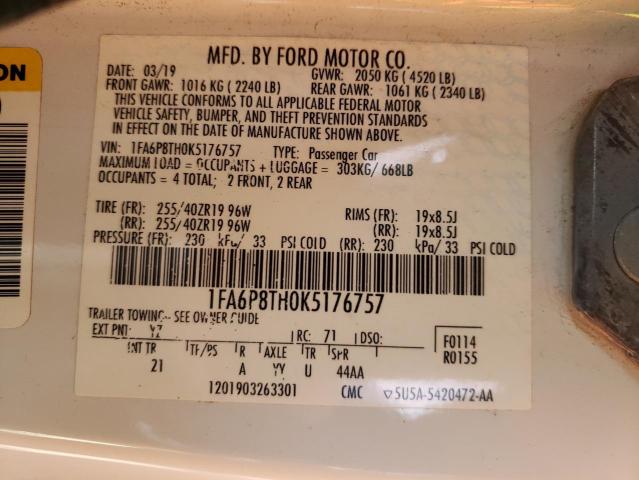 ON
MFD. BY FORD MOTOR CO.
DATE: 03/19 GVWR: 2050 KG (4520 LB)
FRONT GAWR: 1016 KG (2240 LB) REAR GAWR: 1061 KG (2340 LB)
THIS VEHICLE CONFORMS TO ALL APPLICABLE FEDERAL MOTOR
VEHICLE SAFETY, BUMPER, AND THEFT PREVENTION STANDARDS
IN EFFECT ON THE DATE OF MANUFACTURE SHOWN ABOVE.
VIN: 1FA6P8TH0K5176757 TYPE: Passenger Car
MAXIMUM LOAD = OCCUPANTS + LUGGAGE = 303KG/ 668LB
OCCUPANTS = 4 TOTAL; 2 FRONT, 2 REAR
TIRE (FR): 255/40ZR19 96W RIMS (FR): 19x8.5J
(RR): 255/40ZR19 96W (RR): 19x8.5J
PRESSURE (FR): 230 kPa/ 33 PSI COLD (RR): 230 kPa/ 33 PSI COLD
1FA6P8TH0K5176757
TRAILER TOWING- SEE OWNER GUIDE
EXT PNT: YZ RC: 71 DSO: F0114
R0155
INT TR TP/PS R AXLE TR SPR
21 A YY U 44AA
1201903263301 CMC ▽5U5A-5420472-AA